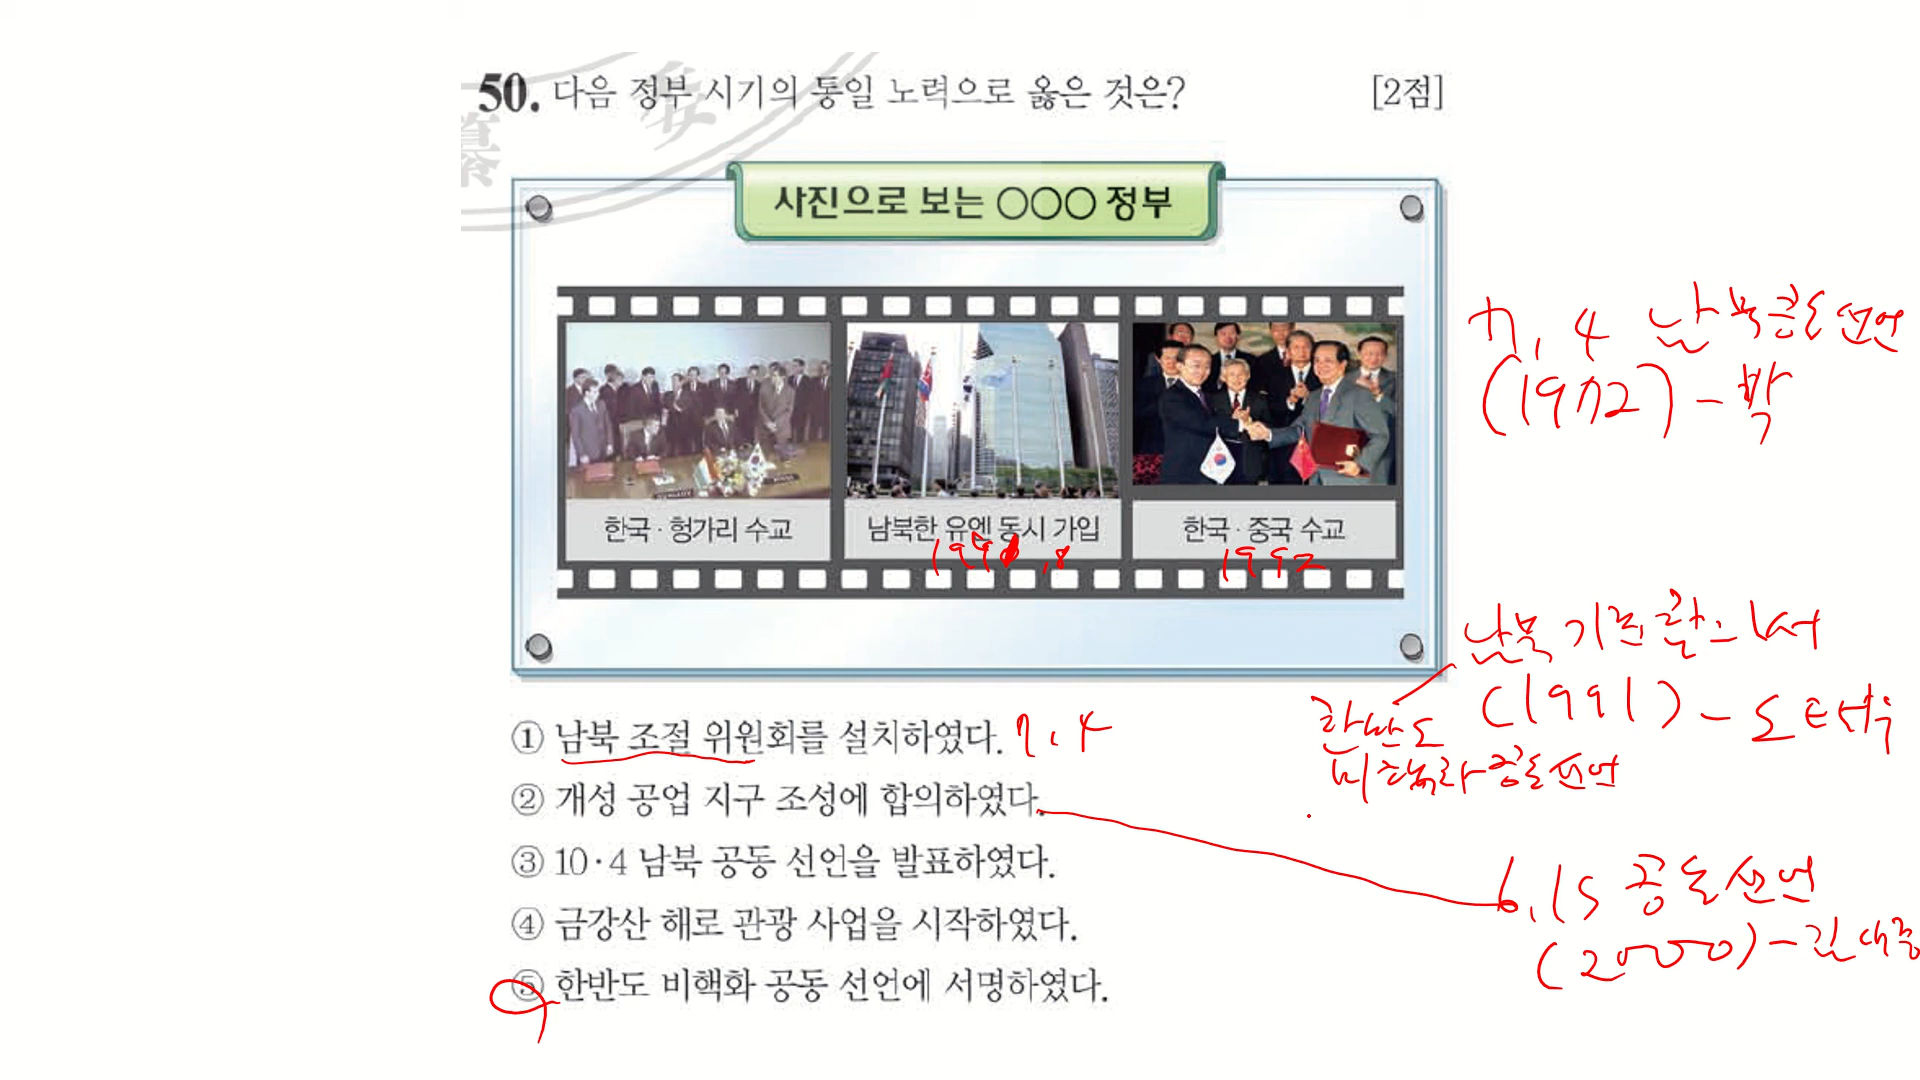 50. 다음 정부 시기의 통일 노력으로 옳은 것은? [2점]
사진으로 보는 ○○○ 정부
한국·헝가리 수교
남북한 유엔 동시 가입
한국·중국 수교
1992
7.4 남북공동선언
(1972) - 박
남북기본합의서
(1991) - 노태우
한반도
비핵화공동선언
① 남북 조절 위원회를 설치하였다. 7.4
② 개성 공업 지구 조성에 합의하였다.
③ 10·4 남북 공동 선언을 발표하였다.
④ 금강산 해로 관광 사업을 시작하였다.
⑤ 한반도 비핵화 공동 선언에 서명하였다.
6.15 공동선언
(2000) - 김대중